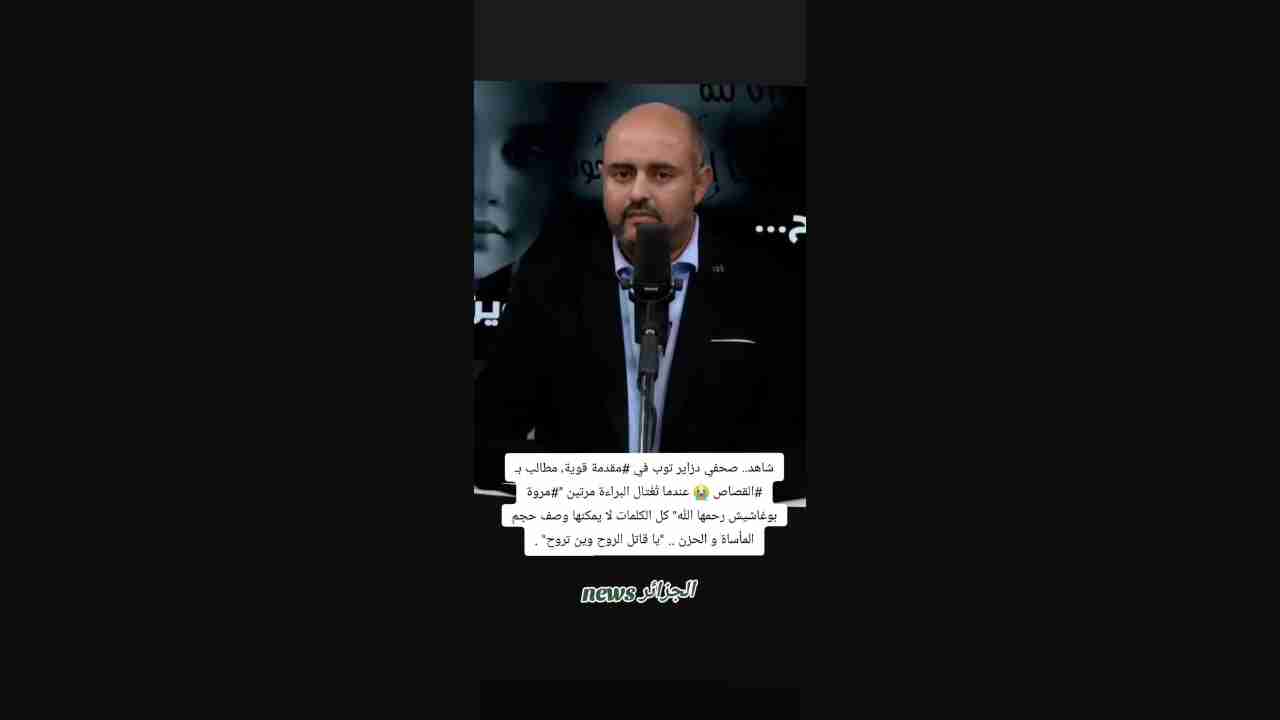 لله
ح...
شاهد.. صحفي دزاير توب في #مقدمة قوية، مطالب بـ
#القصاص 😭 عندما تُغتال البراءة مرتين "#مروة
بوغاشيش رحمها الله" كل الكلمات لا يمكنها وصف حجم
المأساة و الحزن .. "يا قاتل الروح وين تروح" .
الجزائر news